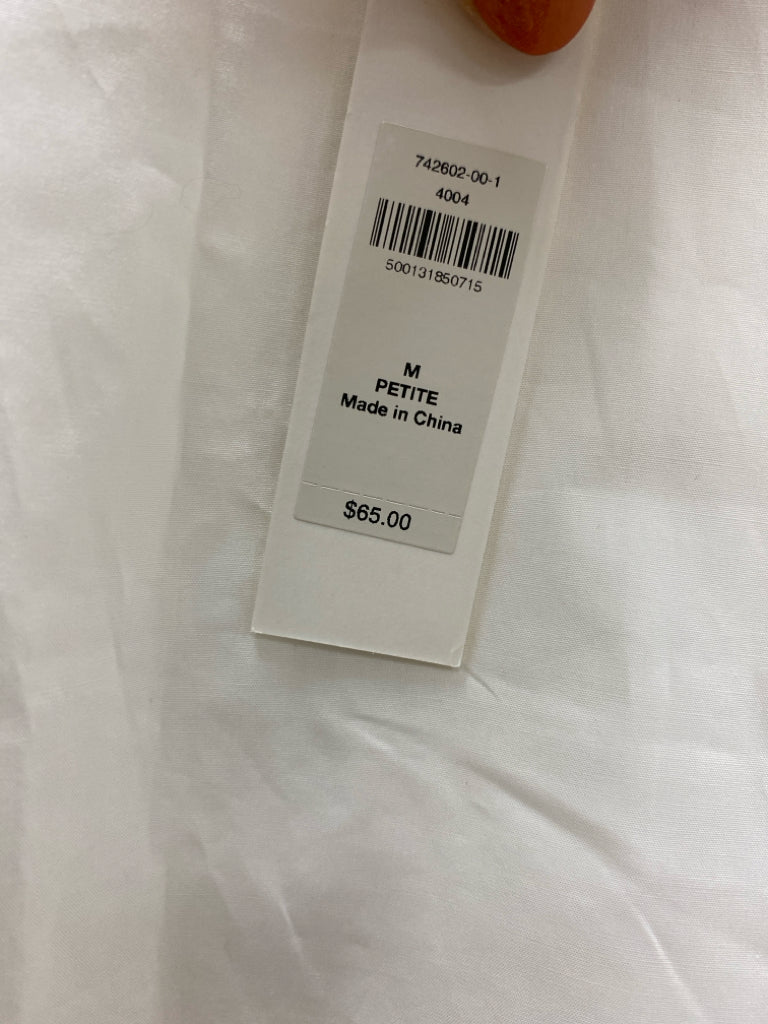 742602-00-1
4004
500131850715
M
PETITE
Made in China
$65.00